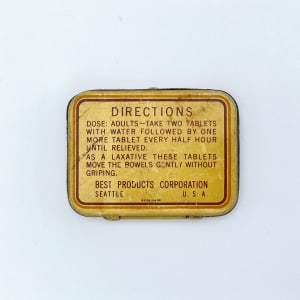 DIRECTIONS
DOSE: ADULTS—TAKE TWO TABLETS
WITH WATER FOLLOWED BY ONE
MORE TABLET EVERY HALF HOUR
UNTIL RELIEVED.
AS A LAXATIVE THESE TABLETS
MOVE THE BOWELS GENTLY WITHOUT
GRIPING.
BEST PRODUCTS CORPORATION
SEATTLE U. S. A.